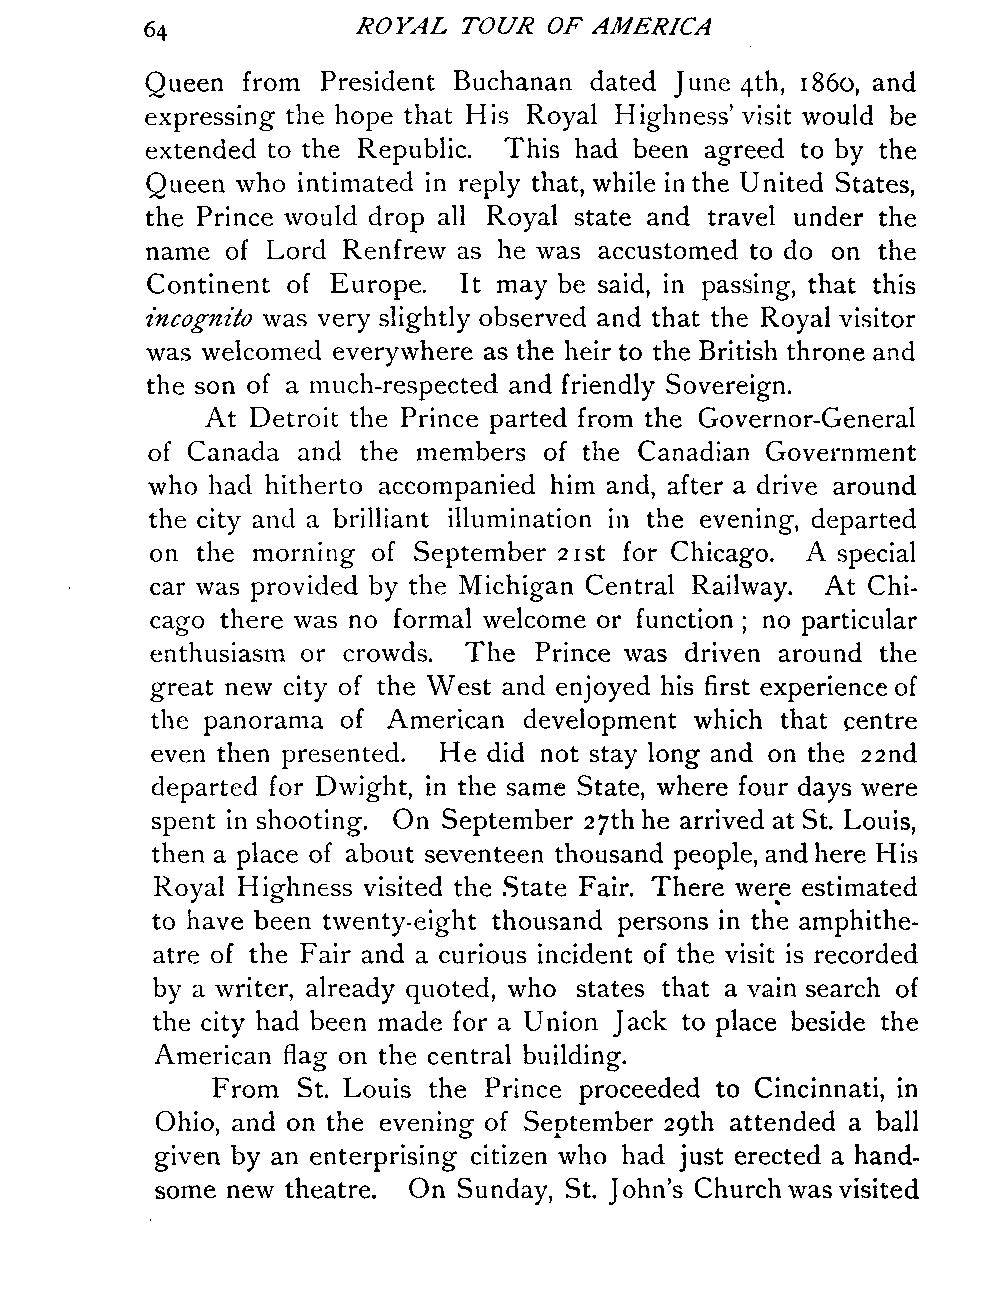 64 ROYAL TOUR OF AMERICA
Queen from President Buchanan dated June 4th, 1860, and
expressing the hope that His Royal Highness' visit would be
extended to the Republic. This had been agreed to by the
Queen who intimated in reply that, while in the United States,
the Prince would drop all Royal state and travel under the
name of Lord Renfrew as he was accustomed to do on the
Continent of Europe. It may be said, in passing, that this
incognito was very slightly observed and that the Royal visitor
was welcomed everywhere as the heir to the British throne and
the son of a much-respected and friendly Sovereign.
At Detroit the Prince parted from the Governor-General
of Canada and the members of the Canadian Government
who had hitherto accompanied him and, after a drive around
the city and a brilliant illumination in the evening, departed
on the morning of September 21st for Chicago. A special
car was provided by the Michigan Central Railway. At Chi-
cago there was no formal welcome or function ; no particular
enthusiasm or crowds. The Prince was driven around the
great new city of the West and enjoyed his first experience of
the panorama of American development which that centre
even then presented. He did not stay long and on the 22nd
departed for Dwight, in the same State, where four days were
spent in shooting. On September 27th he arrived at St. Louis,
then a place of about seventeen thousand people, and here His
Royal Highness visited the State Fair. There were estimated
to have been twenty-eight thousand persons in the amphithe-
atre of the Fair and a curious incident of the visit is recorded
by a writer, already quoted, who states that a vain search of
the city had been made for a Union Jack to place beside the
American flag on the central building.
From St. Louis the Prince proceeded to Cincinnati, in
Ohio, and on the evening of September 29th attended a ball
given by an enterprising citizen who had just erected a hand-
some new theatre. On Sunday, St. John's Church was visited